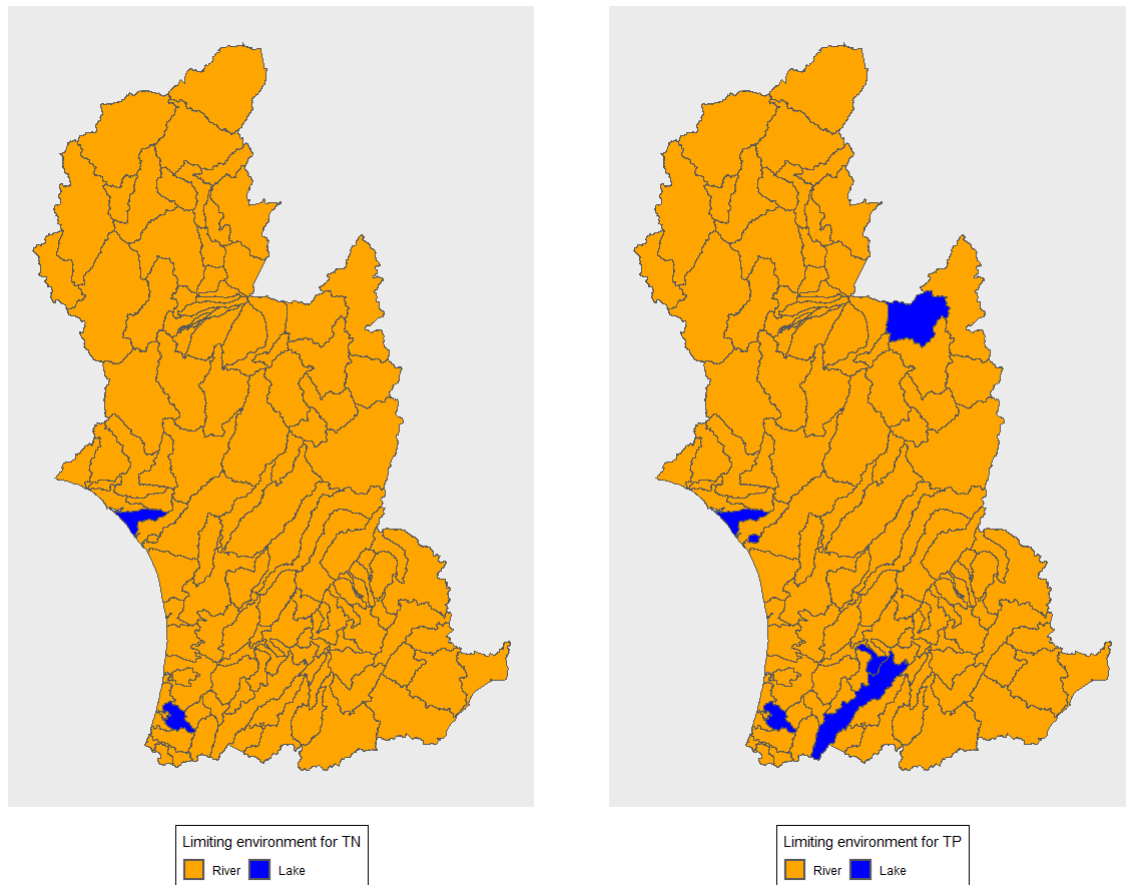 Limiting environment for TN
River Lake
Limiting environment for TP
River Lake